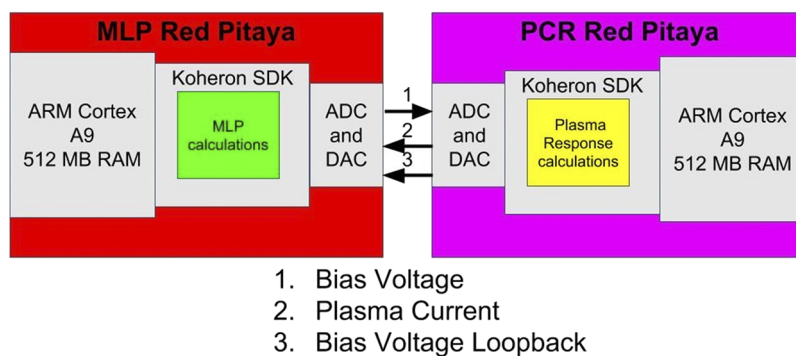 MLP Red Pitaya
ARM Cortex
A9
512 MB RAM
Koheron SDK
MLP
calculations
ADC
and
DAC
1
2
3
PCR Red Pitaya
ADC
and
DAC
Koheron SDK
Plasma
Response
calculations
ARM Cortex
A9
512 MB RAM
1. Bias Voltage
2. Plasma Current
3. Bias Voltage Loopback